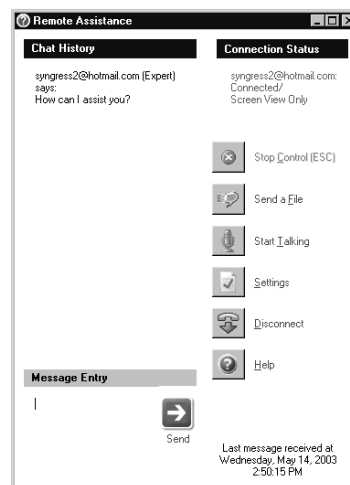 Remote Assistance
Chat History
syngress2@hotmail.com (Expert)
says:
How can I assist you?
Message Entry
Send
Connection Status
syngress2@hotmail.com:
Connected/
Screen View Only
Stop Control (ESC)
Send a File
Start Talking
Settings
Disconnect
Help
Last message received at
Wednesday, May 14, 2003
2:50:15 PM